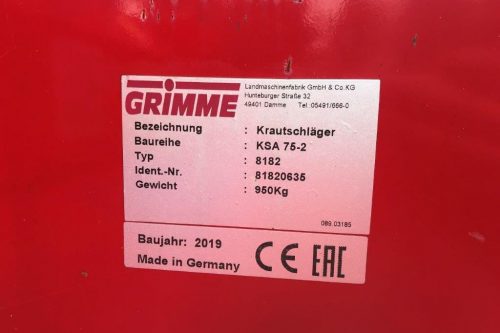 GRIMME
Landmaschinenfabrik GmbH & Co.KG
Hunteburger Straße 32
49401 Damme Tel.:05491/666-0
Bezeichnung : Krautschläger
Baureihe : KSA 75-2
Typ : 8182
Ident.-Nr. : 81820635
Gewicht : 950Kg
089.03185
Baujahr: 2019
Made in Germany
CE EAC